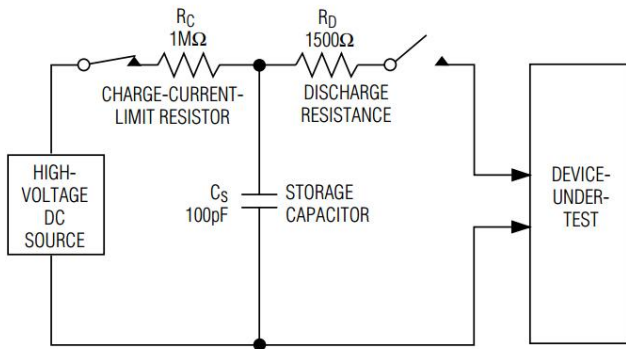 RC
1MΩ
RD
1500Ω
CHARGE-CURRENT-
LIMIT RESISTOR
DISCHARGE
RESISTANCE
HIGH-
VOLTAGE
DC
SOURCE
CS
100pF
STORAGE
CAPACITOR
DEVICE-
UNDER-
TEST